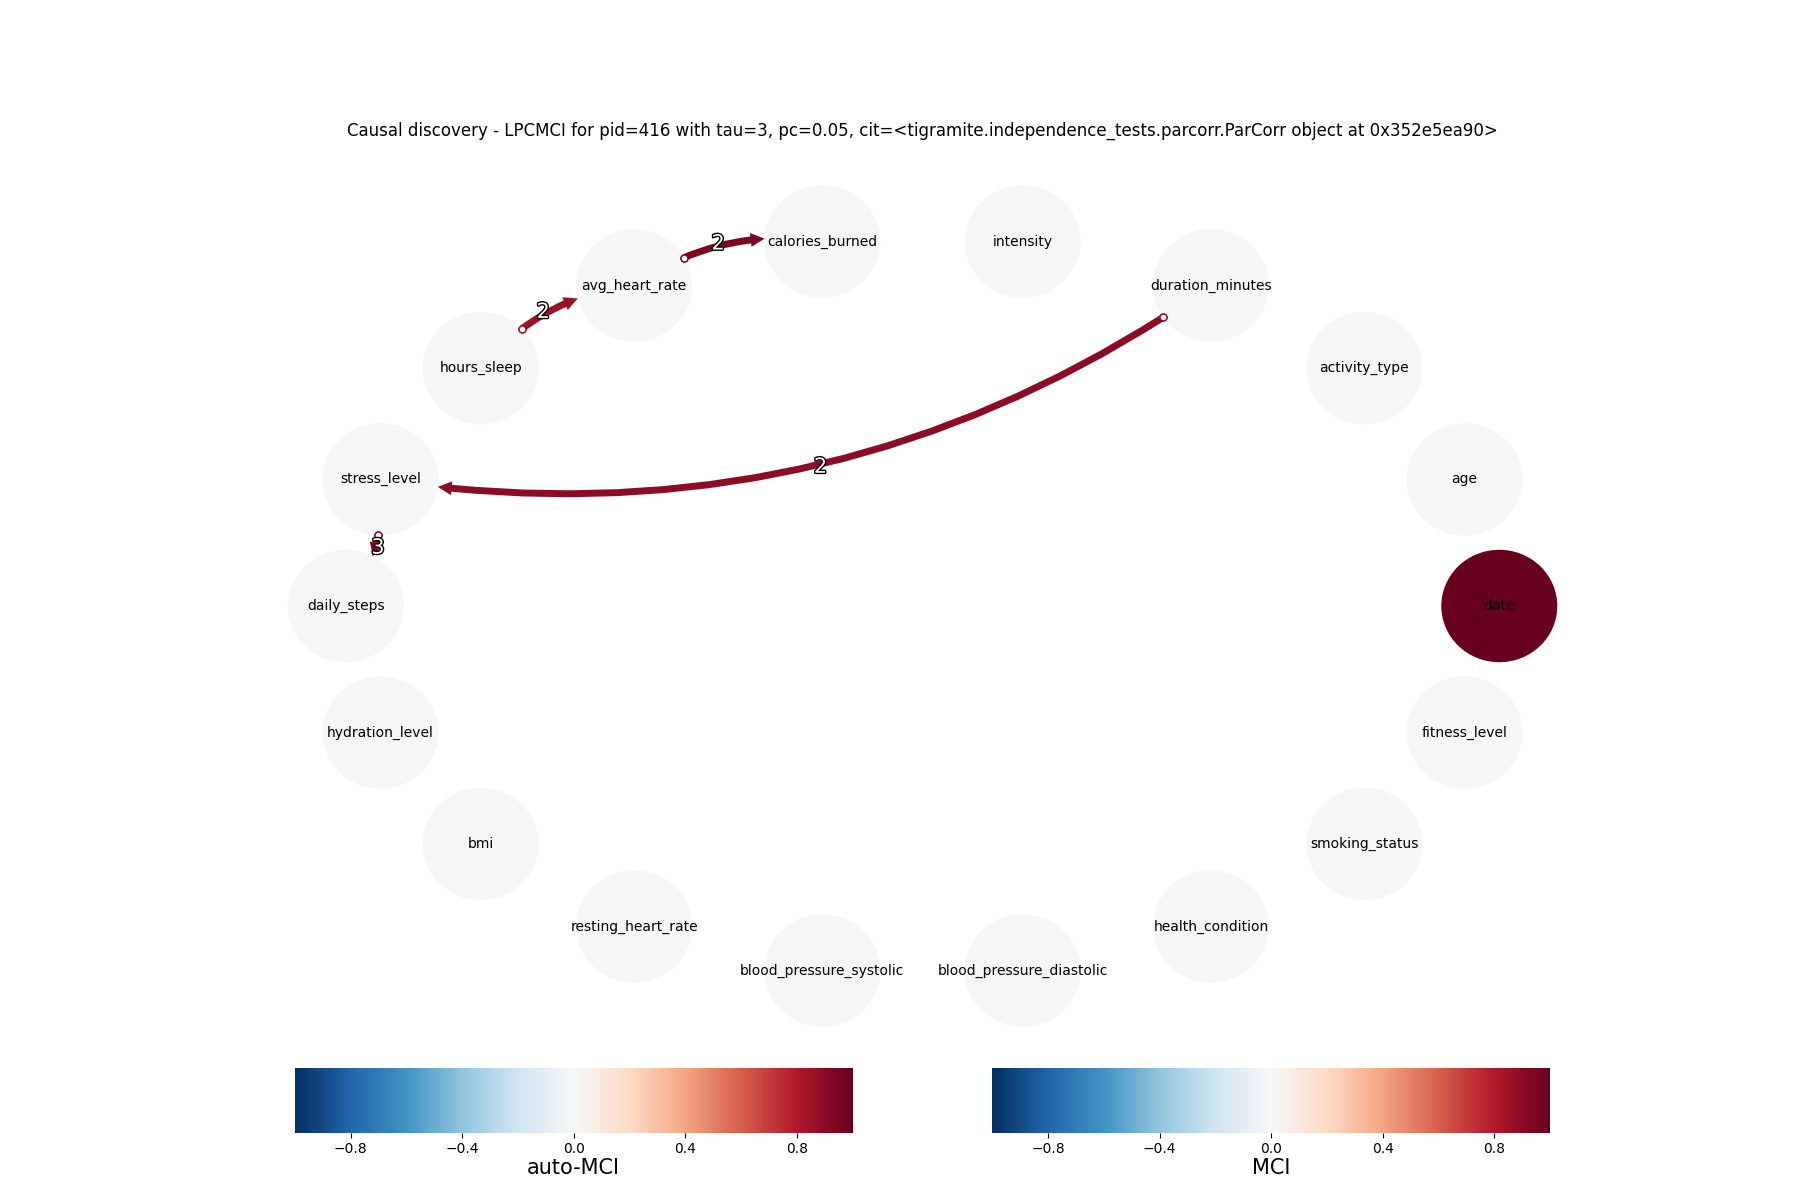 Causal discovery - LPCMCI for pid=416 with tau=3, pc=0.05, cit=<tigramite.independence_tests.parcorr.ParCorr object at 0x352e5ea90>
calories_burned
intensity
2
avg_heart_rate
duration_minutes
2
hours_sleep
activity_type
2
stress_level
age
3
daily_steps
date
hydration_level
fitness_level
bmi
smoking_status
resting_heart_rate
health_condition
blood_pressure_systolic
blood_pressure_diastolic
−0.8 −0.4 0.0 0.4 0.8
auto-MCI
−0.8 −0.4 0.0 0.4 0.8
MCI